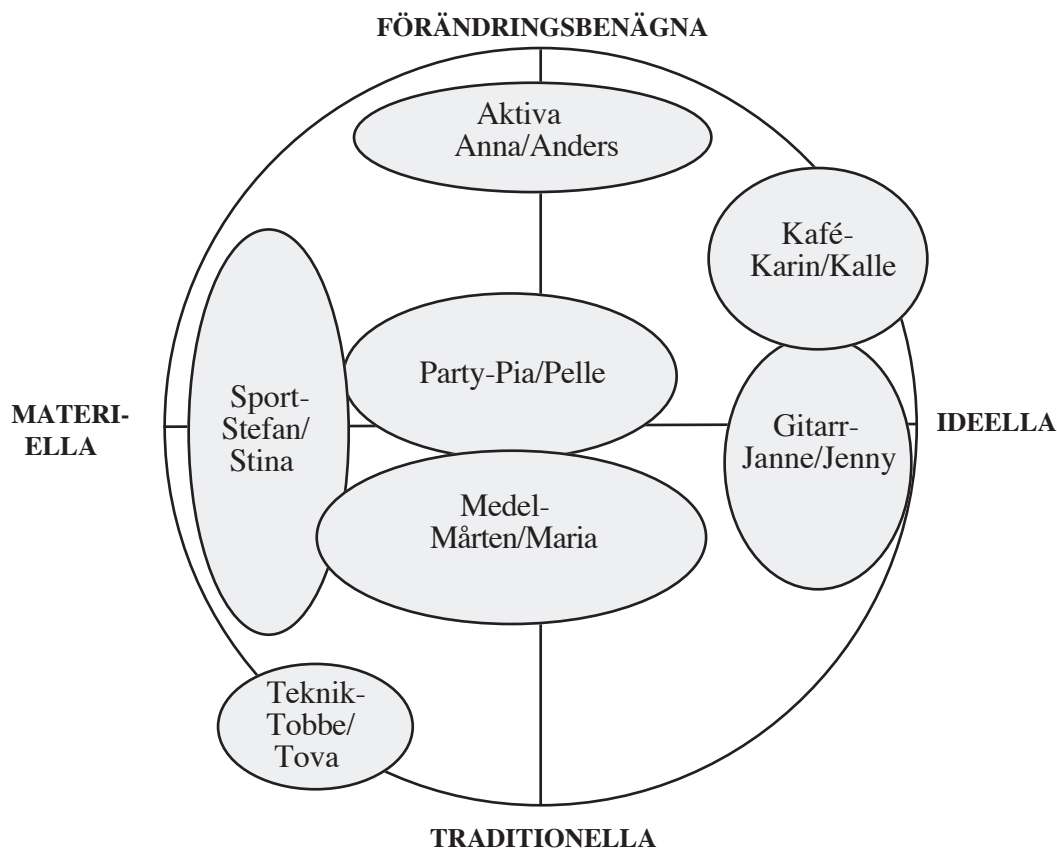 FÖRÄNDRINGSBENÄGNA
Aktiva
Anna/Anders
Kafé-
Karin/Kalle
Party-Pia/Pelle
Sport-
Stefan/
Stina
MATERI-
ELLA
Gitarr-
Janne/Jenny
IDEELLA
Medel-
Mårten/Maria
Teknik-
Tobbe/
Tova
TRADITIONELLA